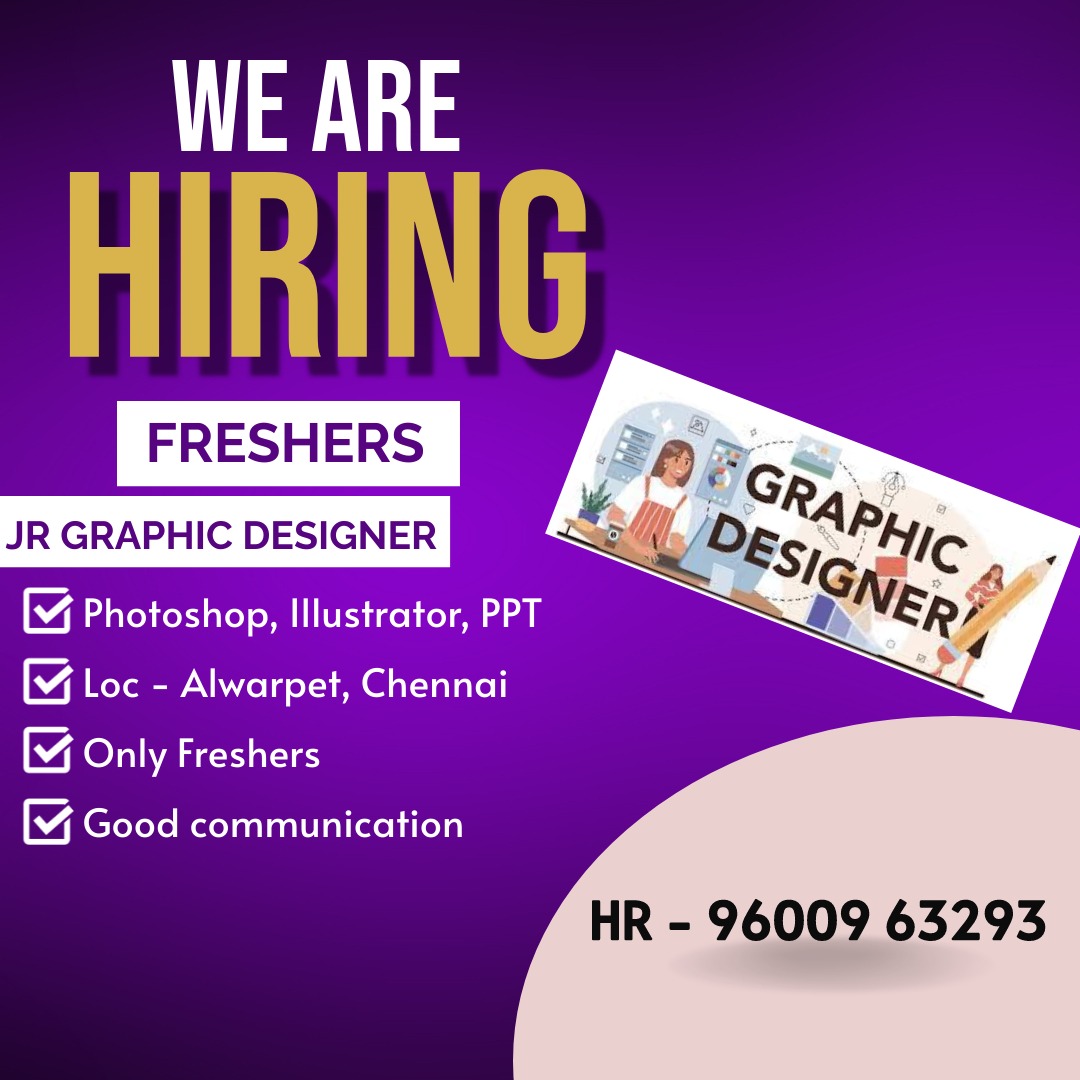 WE ARE
HIRING
FRESHERS
JR GRAPHIC DESIGNER
Photoshop, Illustrator, PPT
Loc - Alwarpet, Chennai
Only Freshers
Good communication
GRAPHIC
DESIGNER
HR - 96009 63293